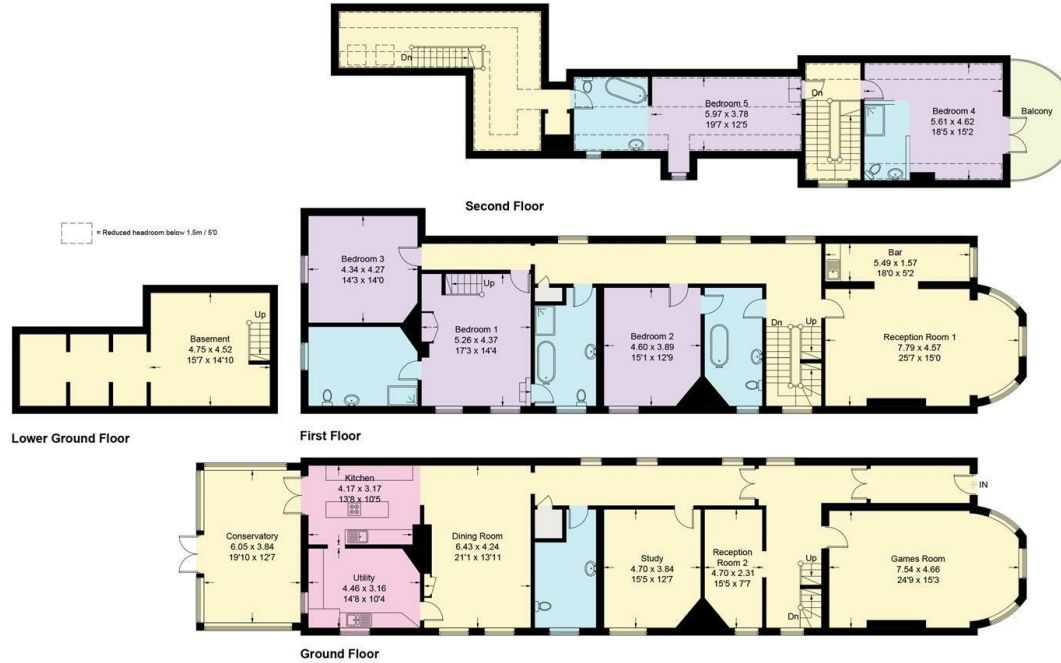 Dn
Bedroom 5
5.97 x 3.78
19'7 x 12'5
Dn
Bedroom 4
5.61 x 4.62
18'5 x 15'2
Balcony
Second Floor
= Reduced headroom below 1.5m / 5'0
Bedroom 3
4.34 x 4.27
14'3 x 14'0
Up
Bedroom 1
5.26 x 4.37
17'3 x 14'4
Bedroom 2
4.60 x 3.89
15'1 x 12'9
Dn
Up
Bar
5.49 x 1.57
18'0 x 5'2
Reception Room 1
7.79 x 4.57
25'7 x 15'0
First Floor
Up
Basement
4.75 x 4.52
15'7 x 14'10
Lower Ground Floor
Conservatory
6.05 x 3.84
19'10 x 12'7
Kitchen
4.17 x 3.17
13'8 x 10'5
Utility
4.46 x 3.16
14'8 x 10'4
Dining Room
6.43 x 4.24
21'1 x 13'11
Study
4.70 x 3.84
15'5 x 12'7
Reception
Room 2
4.70 x 2.31
15'5 x 7'7
Up
Dn
Games Room
7.54 x 4.66
24'9 x 15'3
IN
Ground Floor